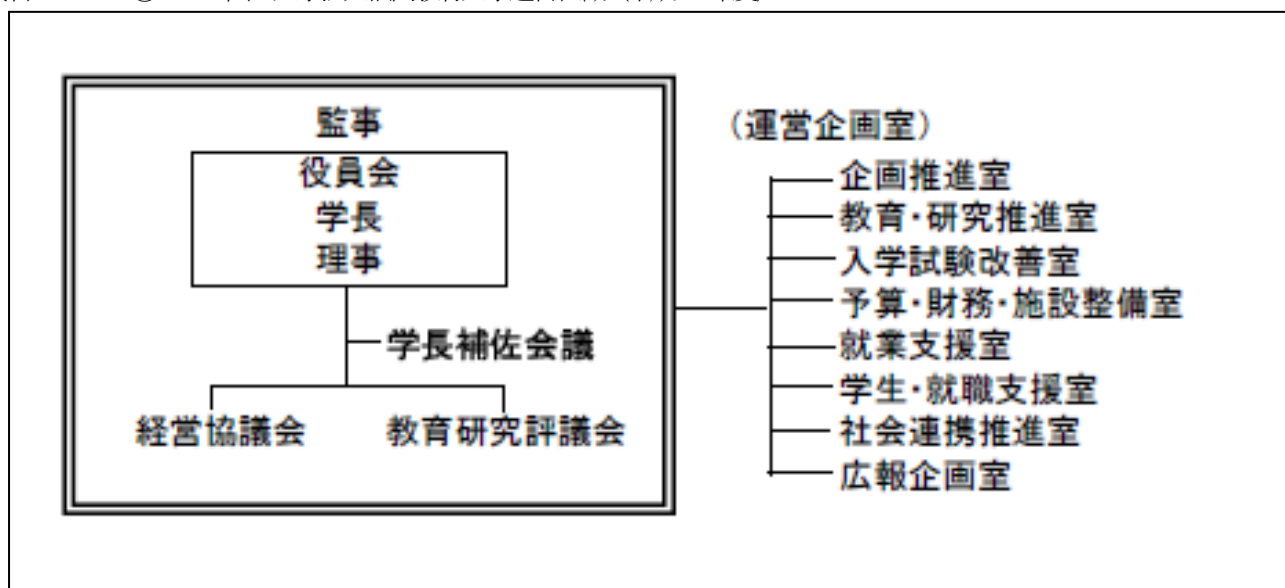 監事
役員会
学長
理事
学長補佐会議
経営協議会
教育研究評議会
（運営企画室）
企画推進室
教育・研究推進室
入学試験改善室
予算・財務・施設整備室
就業支援室
学生・就職支援室
社会連携推進室
広報企画室